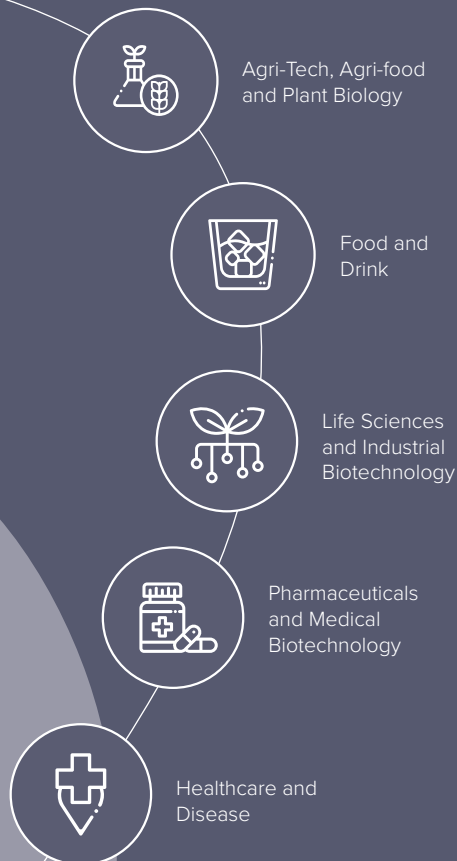 Agri-Tech, Agri-food
and Plant Biology
Food and
Drink
Life Sciences
and Industrial
Biotechnology
Pharmaceuticals
and Medical
Biotechnology
Healthcare and
Disease